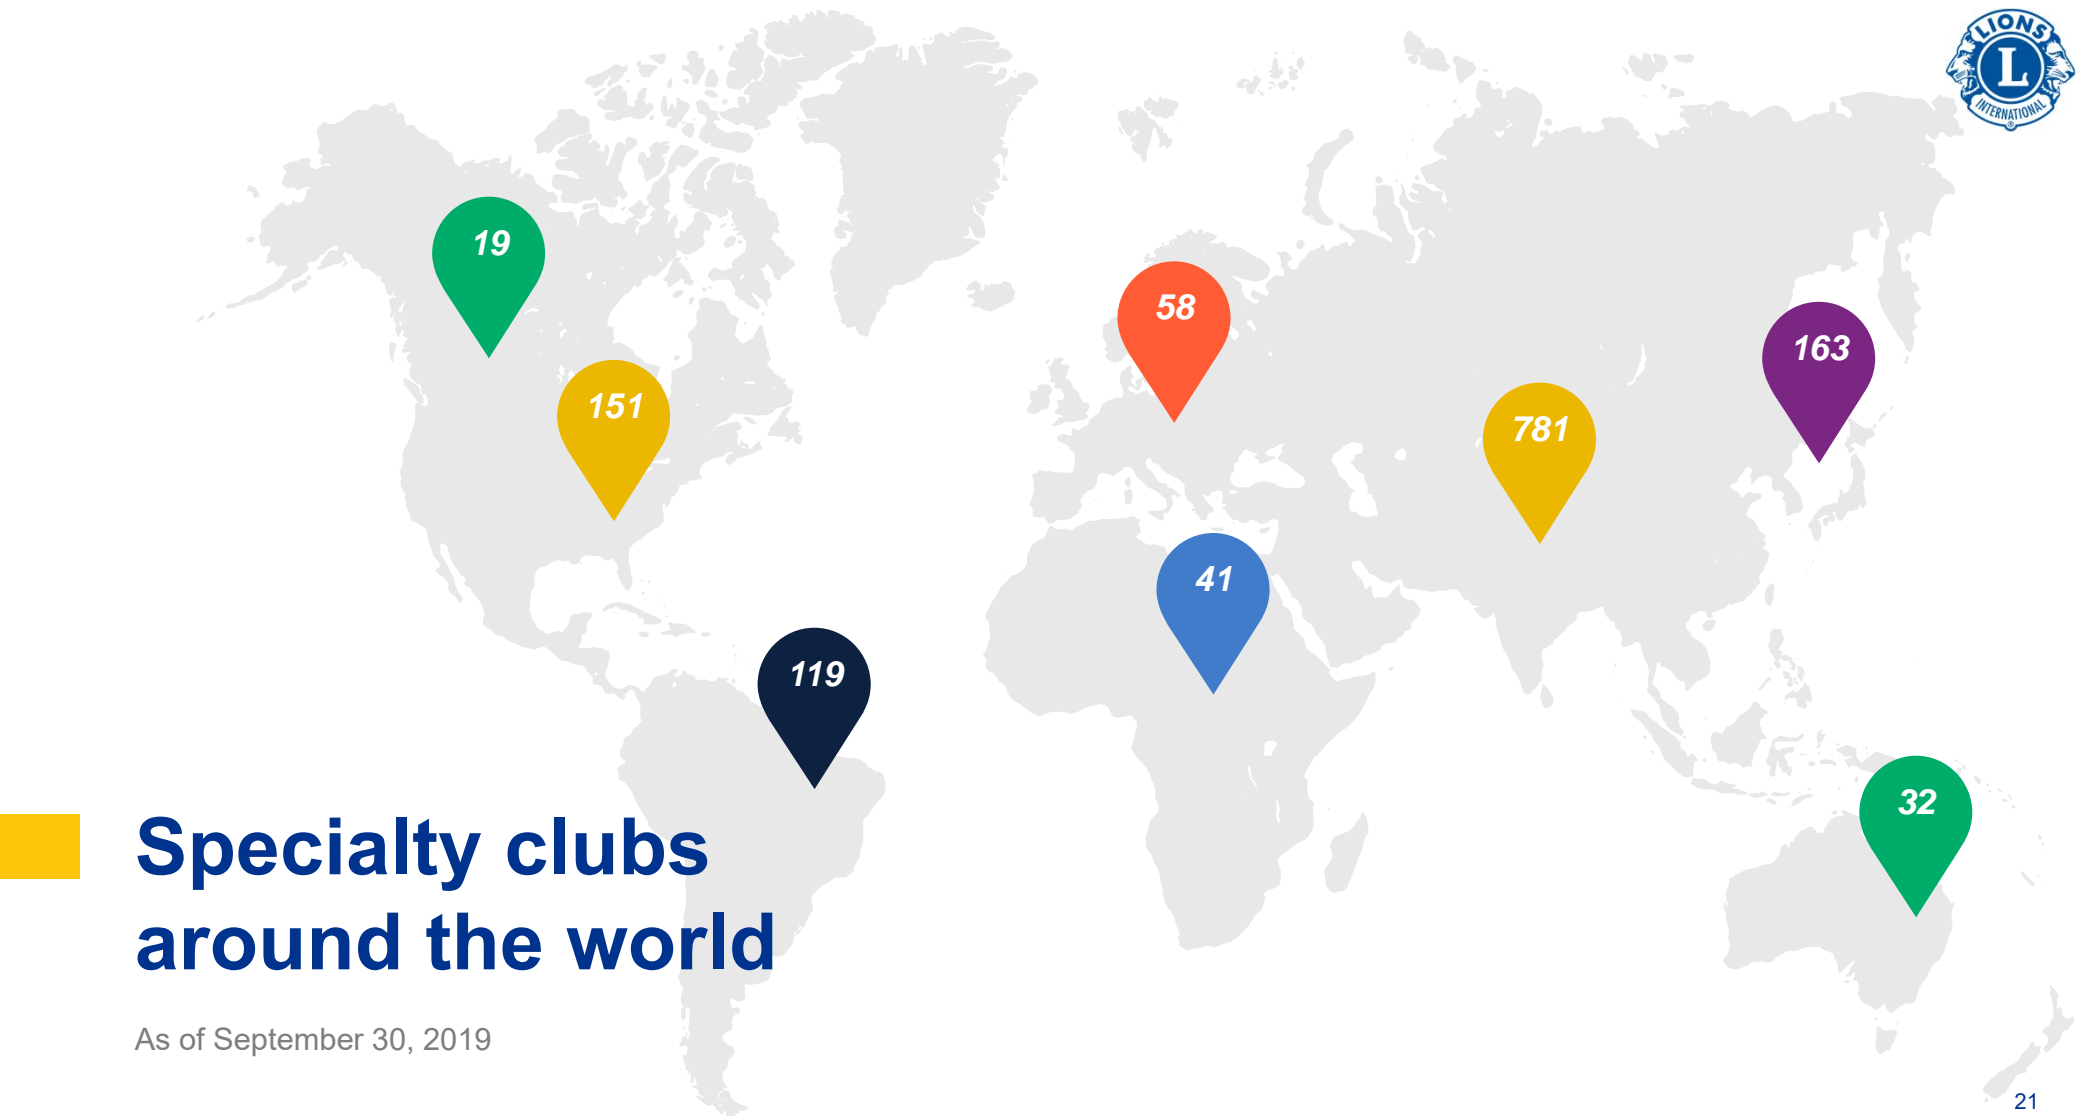 LIONS
L
INTERNATIONAL
®
19
58
163
151
781
41
119
32
Specialty clubs
around the world
As of September 30, 2019
21